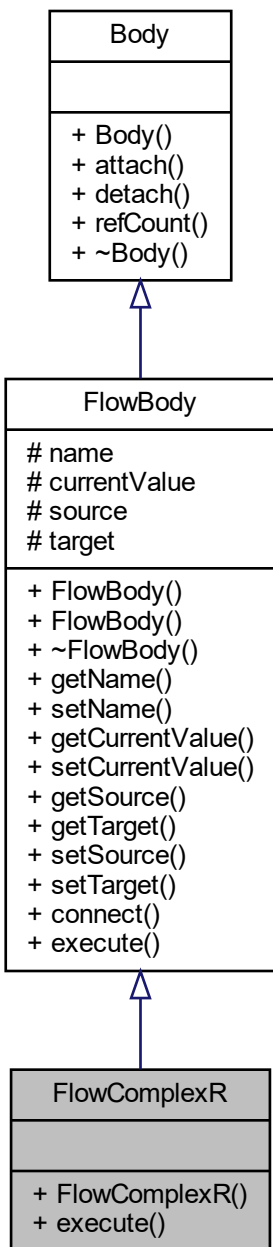 Body
+ Body()
+ attach()
+ detach()
+ refCount()
+ ~Body()
FlowBody
# name
# currentValue
# source
# target
+ FlowBody()
+ FlowBody()
+ ~FlowBody()
+ getName()
+ setName()
+ getCurrentValue()
+ setCurrentValue()
+ getSource()
+ getTarget()
+ setSource()
+ setTarget()
+ connect()
+ execute()
FlowComplexR
+ FlowComplexR()
+ execute()